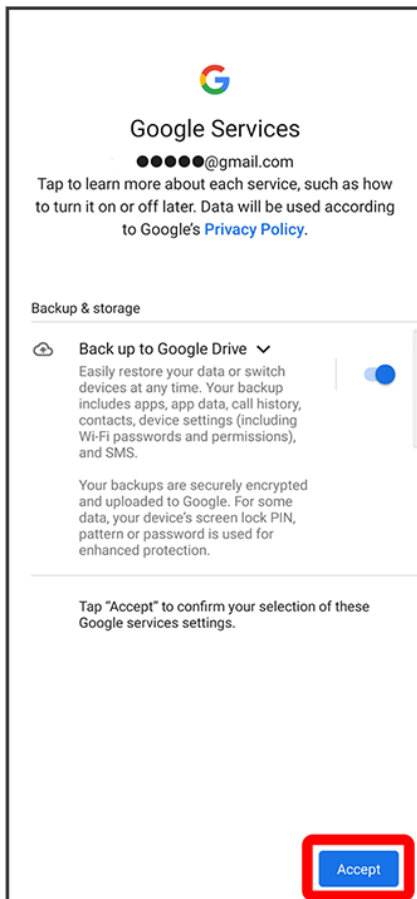 Google Services
●●●●●@gmail.com
Tap to learn more about each service, such as how
to turn it on or off later. Data will be used according
to Google's Privacy Policy.
Backup & storage
Back up to Google Drive
Easily restore your data or switch
devices at any time. Your backup
includes apps, app data, call history,
contacts, device settings (including
Wi-Fi passwords and permissions),
and SMS.
Your backups are securely encrypted
and uploaded to Google. For some
data, your device's screen lock PIN,
pattern or password is used for
enhanced protection.
Tap “Accept” to confirm your selection of these
Google services settings.
Accept